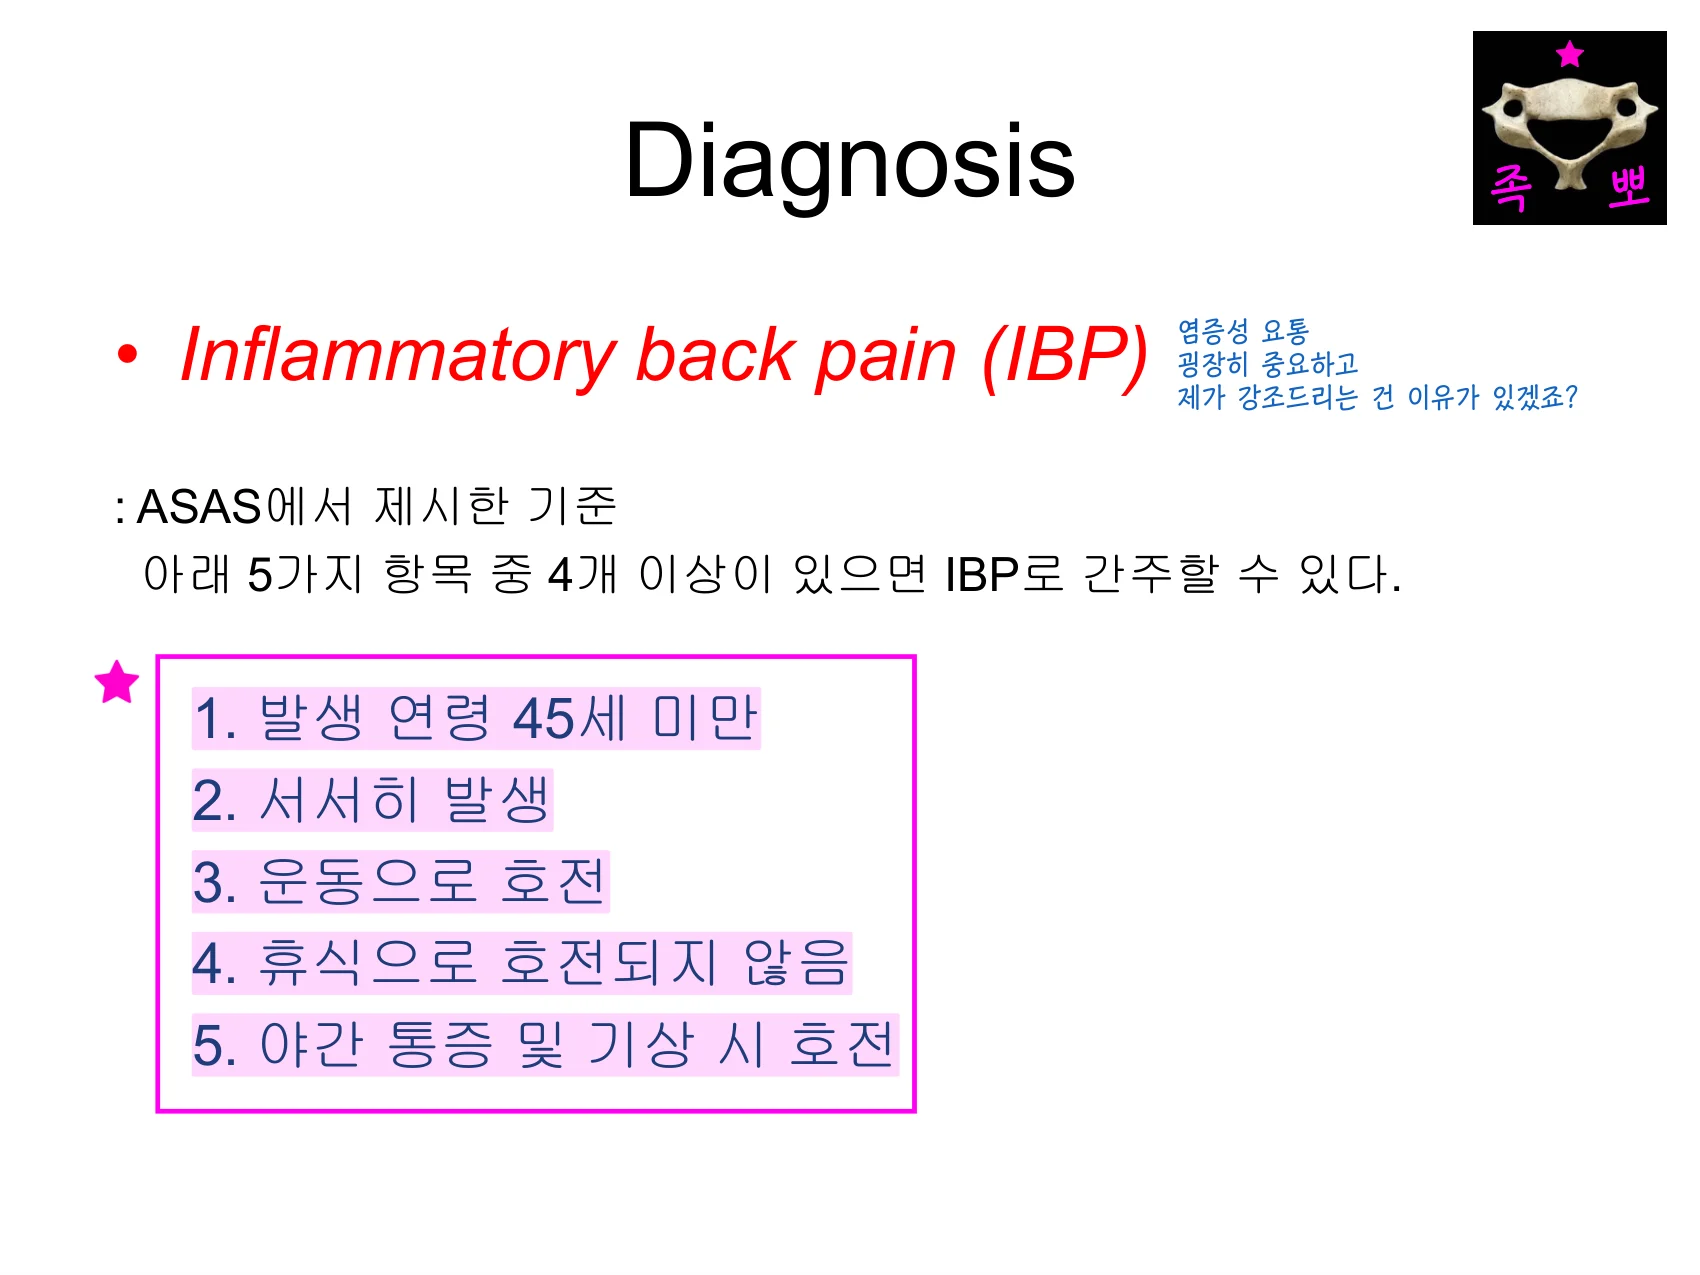 족 뽀
Diagnosis
• Inflammatory back pain (IBP)
염증성 요통
굉장히 중요하고
제가 강조드리는 건 이유가 있겠죠?
: ASAS에서 제시한 기준
아래 5가지 항목 중 4개 이상이 있으면 IBP로 간주할 수 있다.
1. 발생 연령 45세 미만
2. 서서히 발생
3. 운동으로 호전
4. 휴식으로 호전되지 않음
5. 야간 통증 및 기상 시 호전